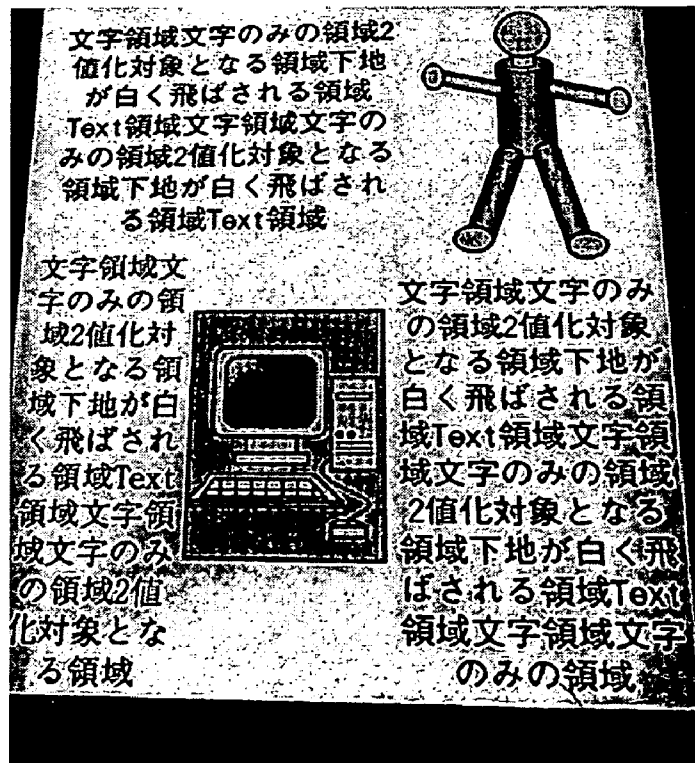 文字領域文字のみの領域2
値化対象となる領域下地
が白く飛ばされる領域
Text領域文字領域文字の
みの領域2値化対象となる
領域下地が白く飛ばされ
る領域Text領域
文字領域文
字のみの領
域2値化対
象となる領
域下地が白
く飛ばされ
る領域Text
領域文字領
域文字のみ
の領域2値
化対象とな
る領域
文字領域文字のみ
の領域2値化対象
となる領域下地が
白く飛ばされる領
域Text領域文字領
域文字のみの領域
2値化対象となる
領域下地が白く飛
ばされる領域Text
領域文字領域文字
のみの領域